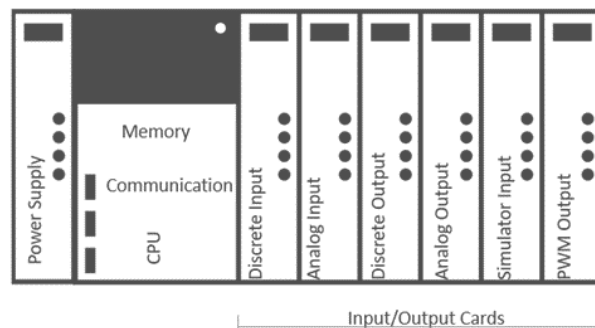 Power Supply
Memory
Communication
CPU
Discrete Input
Analog Input
Discrete Output
Analog Output
Simulator Input
PWM Output
Input/Output Cards